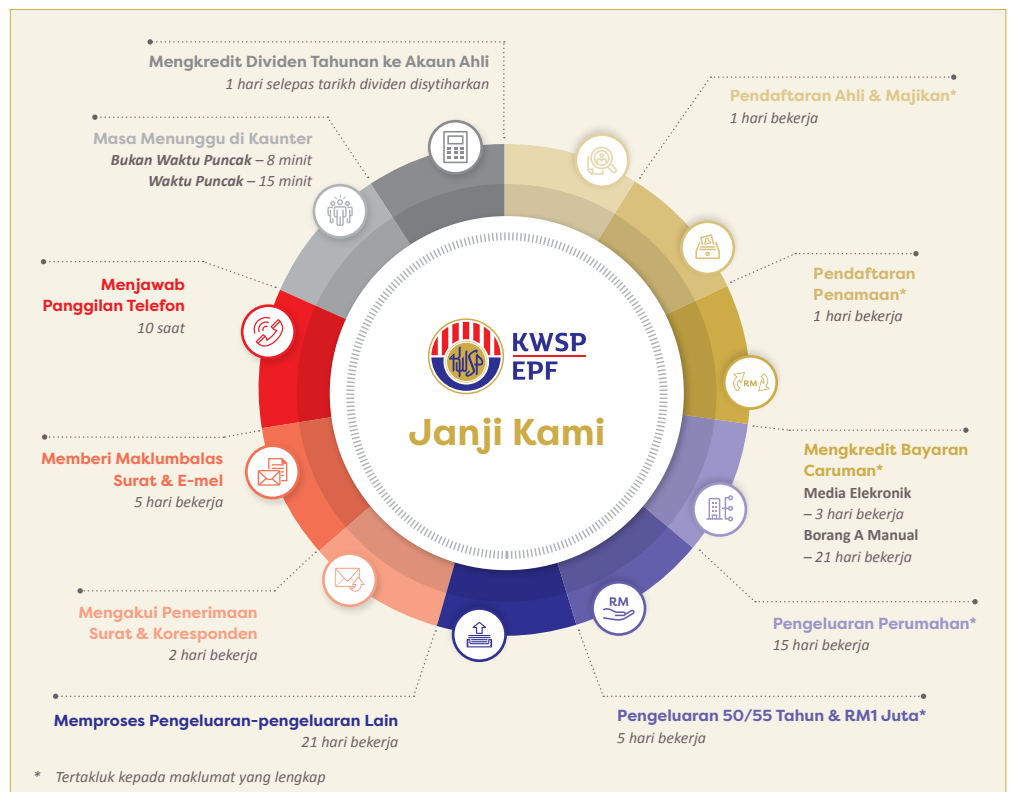 Mengkredit Dividen Tahunan ke Akaun Ahli
1 hari selepas tarikh dividen disytiharkan
Pendaftaran Ahli & Majikan*
1 hari bekerja
Masa Menunggu di Kaunter
Bukan Waktu Puncak – 8 minit
Waktu Puncak – 15 minit
Pendaftaran
Penamaan*
1 hari bekerja
Menjawab
Panggilan Telefon
10 saat
KWSP
KWSP
EPF
Janji Kami
RM
Mengkredit Bayaran
Caruman*
Media Elekronik
– 3 hari bekerja
Borang A Manual
– 21 hari bekerja
Memberi Maklumbalas
Surat & E-mel
5 hari bekerja
Mengakui Penerimaan
Surat & Koresponden
2 hari bekerja
RM
Pengeluaran Perumahan*
15 hari bekerja
Memproses Pengeluaran-pengeluaran Lain
21 hari bekerja
Pengeluaran 50/55 Tahun & RM1 Juta*
5 hari bekerja
* Tertakluk kepada maklumat yang lengkap